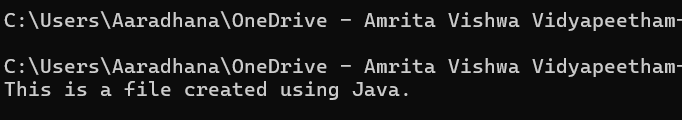 C:\Users\Aaradhana\OneDrive - Amrita Vishwa Vidyapeetham-
C:\Users\Aaradhana\OneDrive - Amrita Vishwa Vidyapeetham-
This is a file created using Java.